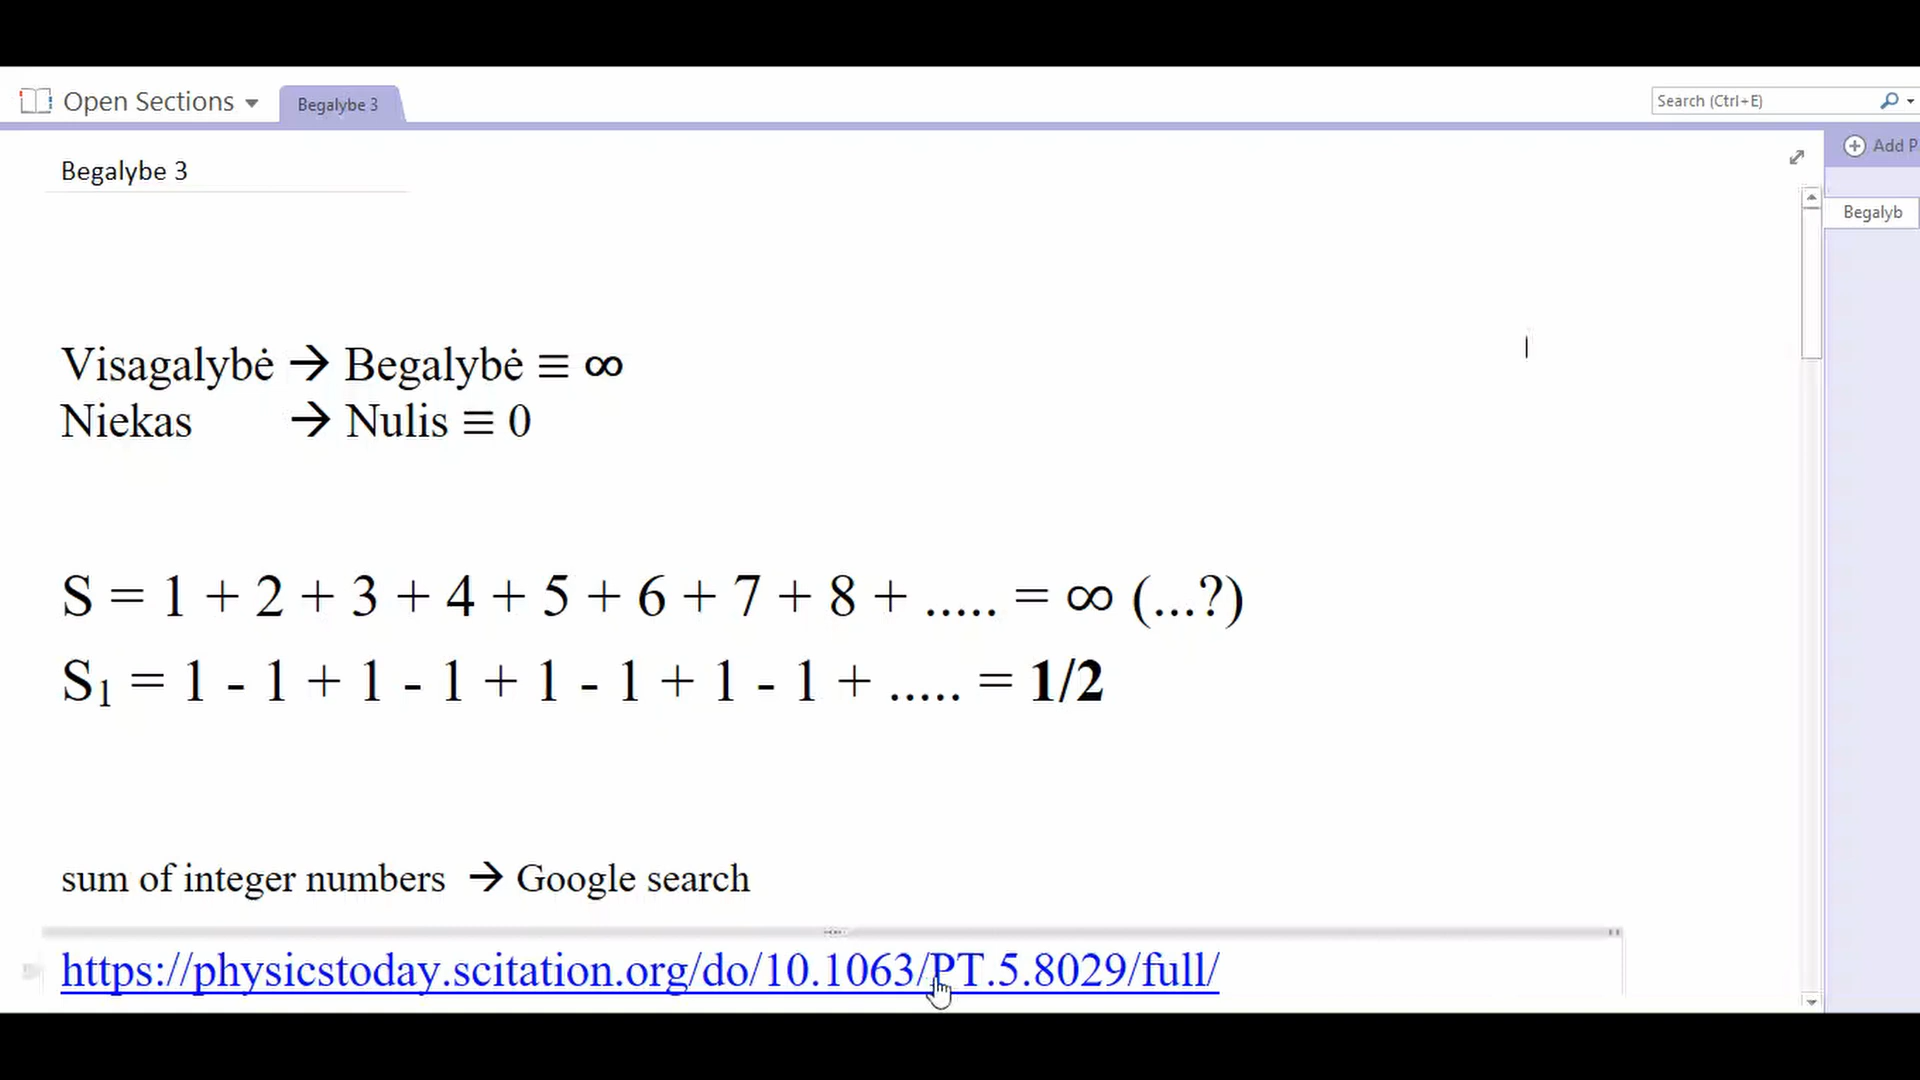 Open Sections
Begalybe 3
Search (Ctrl+E)
Add P
Begalybe 3
Begalyb
Visagalybė → Begalybė ≡ ∞
Niekas → Nulis ≡ 0
S = 1 + 2 + 3 + 4 + 5 + 6 + 7 + 8 + ..... = ∞ (...?)
S₁ = 1 - 1 + 1 - 1 + 1 - 1 + 1 - 1 + ..... = 1/2
sum of integer numbers → Google search
https://physicstoday.scitation.org/do/10.1063/PT.5.8029/full/